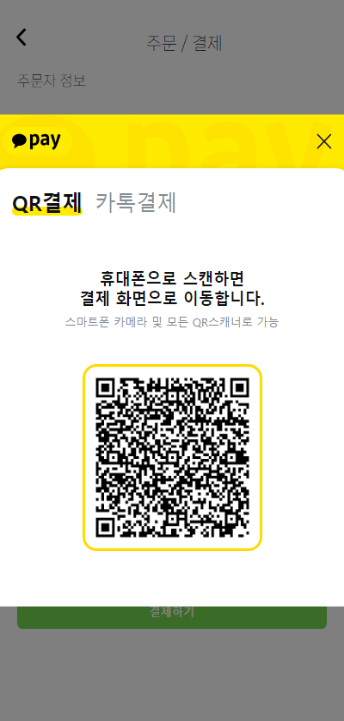 주문 / 결제
주문자 정보
pay
QR결제 카톡결제
휴대폰으로 스캔하면
결제 화면으로 이동합니다.
스마트폰 카메라 및 모든 QR스캐너로 가능
결제하기